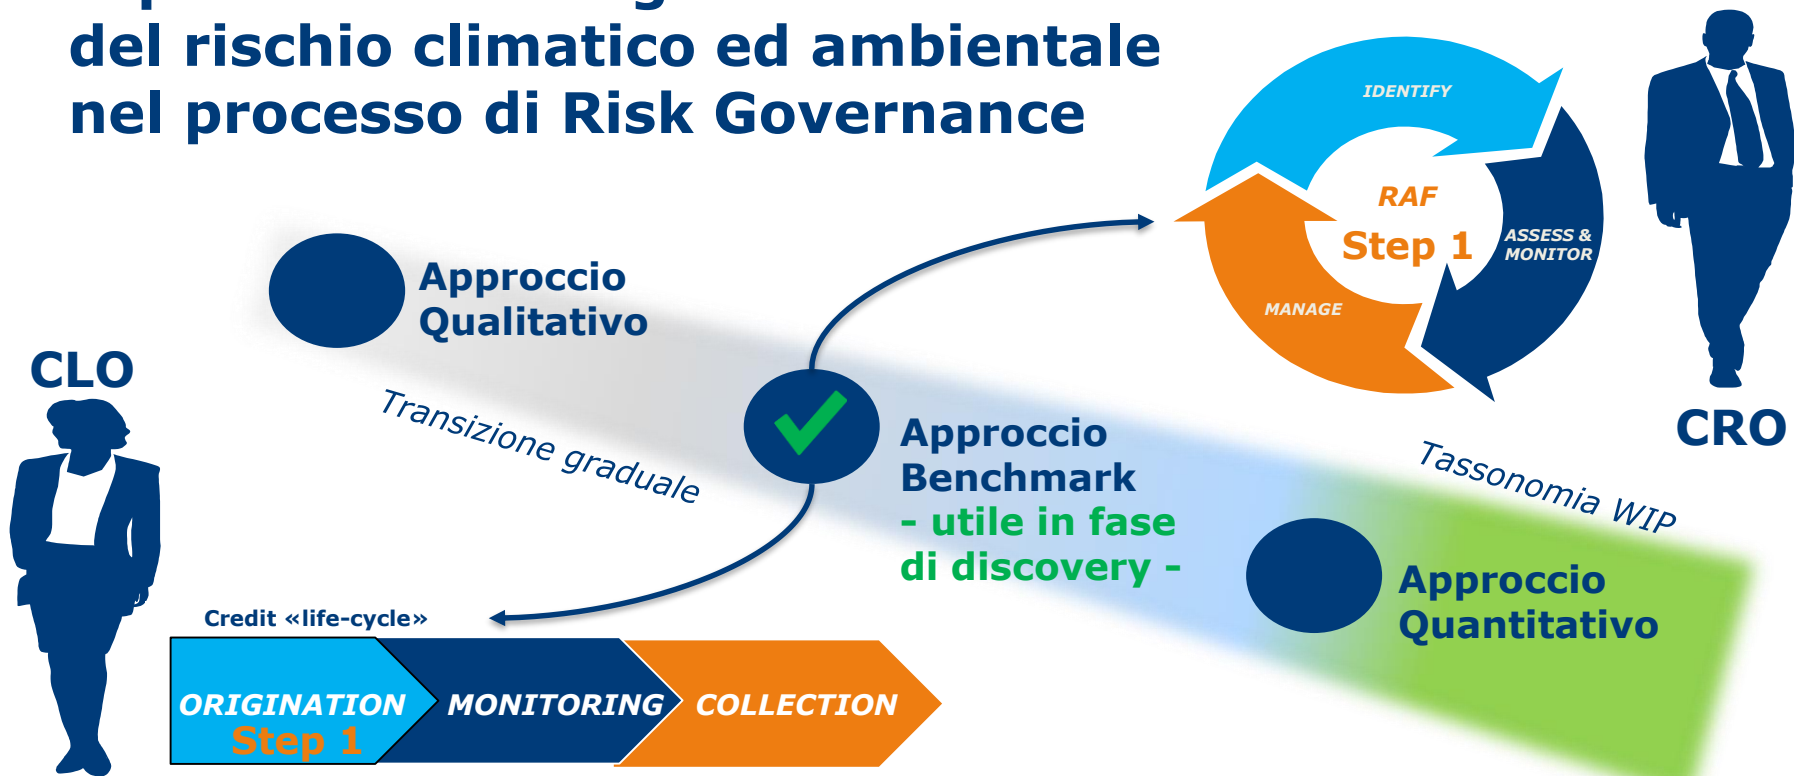 del rischio climatico ed ambientale
nel processo di Risk Governance
IDENTIFY
RAF
Step 1
ASSESS &
MONITOR
MANAGE
Approccio
Qualitativo
CLO
Transizione graduale
CRO
Approccio
Benchmark
- utile in fase
di discovery -
Tassonomia WIP
Approccio
Quantitativo
Credit «life-cycle»
ORIGINATION
Step 1
MONITORING
COLLECTION